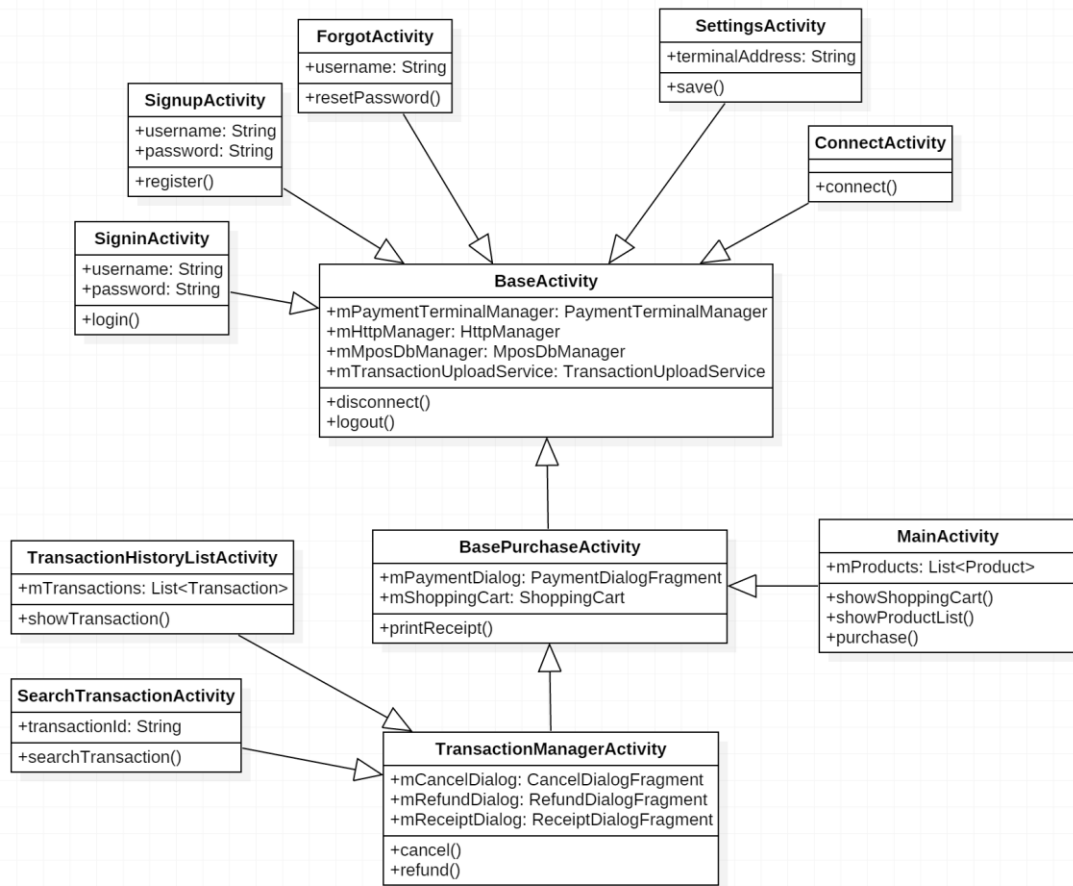 ForgotActivity
+username: String
+resetPassword()
SettingsActivity
+terminalAddress: String
+save()
SignupActivity
+username: String
+password: String
+register()
ConnectActivity
+connect()
SigninActivity
+username: String
+password: String
+login()
BaseActivity
+mPaymentTerminalManager: PaymentTerminalManager
+mHttpManager: HttpManager
+mMposDbManager: MposDbManager
+mTransactionUploadService: TransactionUploadService
+disconnect()
+logout()
TransactionHistoryListActivity
+mTransactions: List<Transaction>
+showTransaction()
BasePurchaseActivity
+mPaymentDialog: PaymentDialogFragment
+mShoppingCart: ShoppingCart
+printReceipt()
MainActivity
+mProducts: List<Product>
+showShoppingCart()
+showProductList()
+purchase()
SearchTransactionActivity
+transactionId: String
+searchTransaction()
TransactionManagerActivity
+mCancelDialog: CancelDialogFragment
+mRefundDialog: RefundDialogFragment
+mReceiptDialog: ReceiptDialogFragment
+cancel()
+refund()